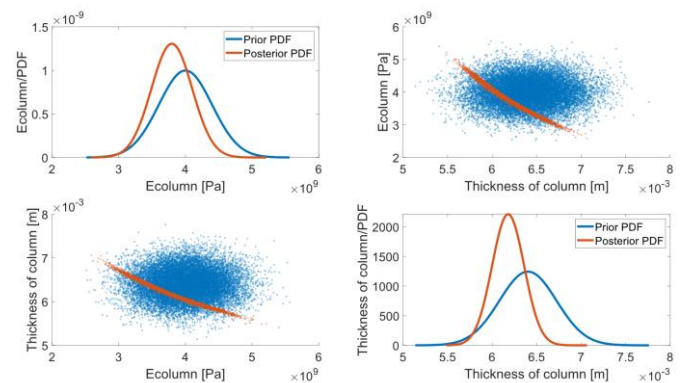 1.5 ×10⁻⁹
Prior PDF
Posterior PDF
1
0.5
0
Ecolumn/PDF
2 3 4 5 6
Ecolumn [Pa] ×10⁹
6 ×10⁹
5
4
3
2
Ecolumn [Pa]
5 5.5 6 6.5 7 7.5 8
Thickness of column [m] ×10⁻³
8 ×10⁻³
7
6
5
Thickness of column [m]
2 3 4 5 6
Ecolumn [Pa] ×10⁹
Prior PDF
Posterior PDF
2000
1500
1000
500
0
Thickness of column/PDF
5 5.5 6 6.5 7 7.5 8
Thickness of column [m] ×10⁻³